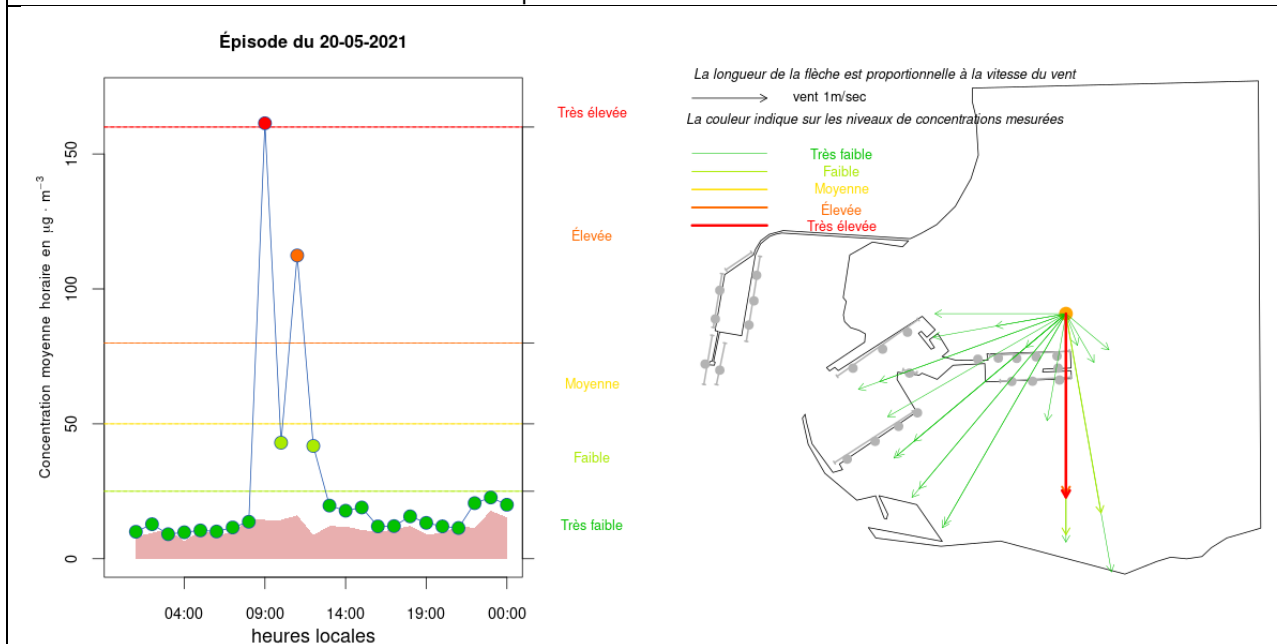 Épisode du 20-05-2021
Concentration moyenne horaire en µg · m⁻³
150
100
50
0
04:00 09:00 14:00 19:00 00:00
heures locales
Très élevée
Élevée
Moyenne
Faible
Très faible
La longueur de la flèche est proportionnelle à la vitesse du vent
vent 1m/sec
La couleur indique sur les niveaux de concentrations mesurées
Très faible
Faible
Moyenne
Élevée
Très élevée